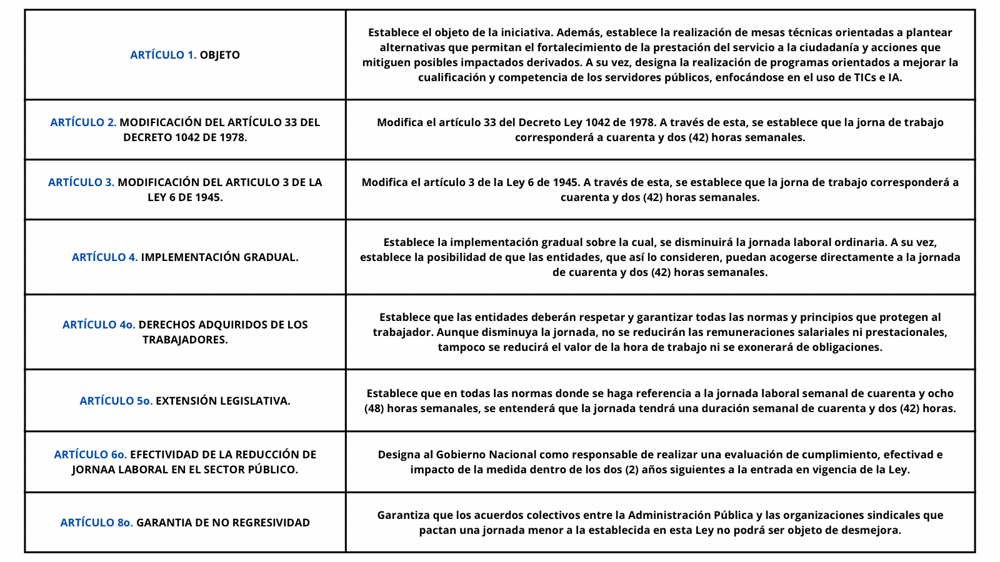 ARTÍCULO 1. OBJETO
Establece el objeto de la iniciativa. Además, establece la realización de mesas técnicas orientadas a plantear
alternativas que permitan el fortalecimiento de la prestación del servicio a la ciudadanía y acciones que
mitiguen posibles impactados derivados. A su vez, designa la realización de programas orientados a mejorar la
cualificación y competencia de los servidores públicos, enfocándose en el uso de TICs e IA.
ARTÍCULO 2. MODIFICACIÓN DEL ARTÍCULO 33 DEL
DECRETO 1042 DE 1978.
Modifica el artículo 33 del Decreto Ley 1042 de 1978. A través de esta, se establece que la jorna de trabajo
corresponderá a cuarenta y dos (42) horas semanales.
ARTÍCULO 3. MODIFICACIÓN DEL ARTICULO 3 DE LA
LEY 6 DE 1945.
Modifica el artículo 3 de la Ley 6 de 1945. A través de esta, se establece que la jorna de trabajo corresponderá a
cuarenta y dos (42) horas semanales.
ARTÍCULO 4. IMPLEMENTACIÓN GRADUAL.
Establece la implementación gradual sobre la cual, se disminuirá la jornada laboral ordinaria. A su vez,
establece la posibilidad de que las entidades, que así lo consideren, puedan acogerse directamente a la jornada
de cuarenta y dos (42) horas semanales.
ARTÍCULO 4o. DERECHOS ADQUIRIDOS DE LOS
TRABAJADORES.
Establece que las entidades deberán respetar y garantizar todas las normas y principios que protegen al
trabajador. Aunque disminuya la jornada, no se reducirán las remuneraciones salariales ni prestacionales,
tampoco se reducirá el valor de la hora de trabajo ni se exonerará de obligaciones.
ARTÍCULO 5o. EXTENSIÓN LEGISLATIVA.
Establece que en todas las normas donde se haga referencia a la jornada laboral semanal de cuarenta y ocho
(48) horas semanales, se entenderá que la jornada tendrá una duración semanal de cuarenta y dos (42) horas.
ARTÍCULO 6o. EFECTIVIDAD DE LA REDUCCIÓN DE
JORNAA LABORAL EN EL SECTOR PÚBLICO.
Designa al Gobierno Nacional como responsable de realizar una evaluación de cumplimiento, efectivad e
impacto de la medida dentro de los dos (2) años siguientes a la entrada en vigencia de la Ley.
ARTÍCULO 8o. GARANTIA DE NO REGRESIVIDAD
Garantiza que los acuerdos colectivos entre la Administración Pública y las organizaciones sindicales que
pactan una jornada menor a la establecida en esta Ley no podrá ser objeto de desmejora.